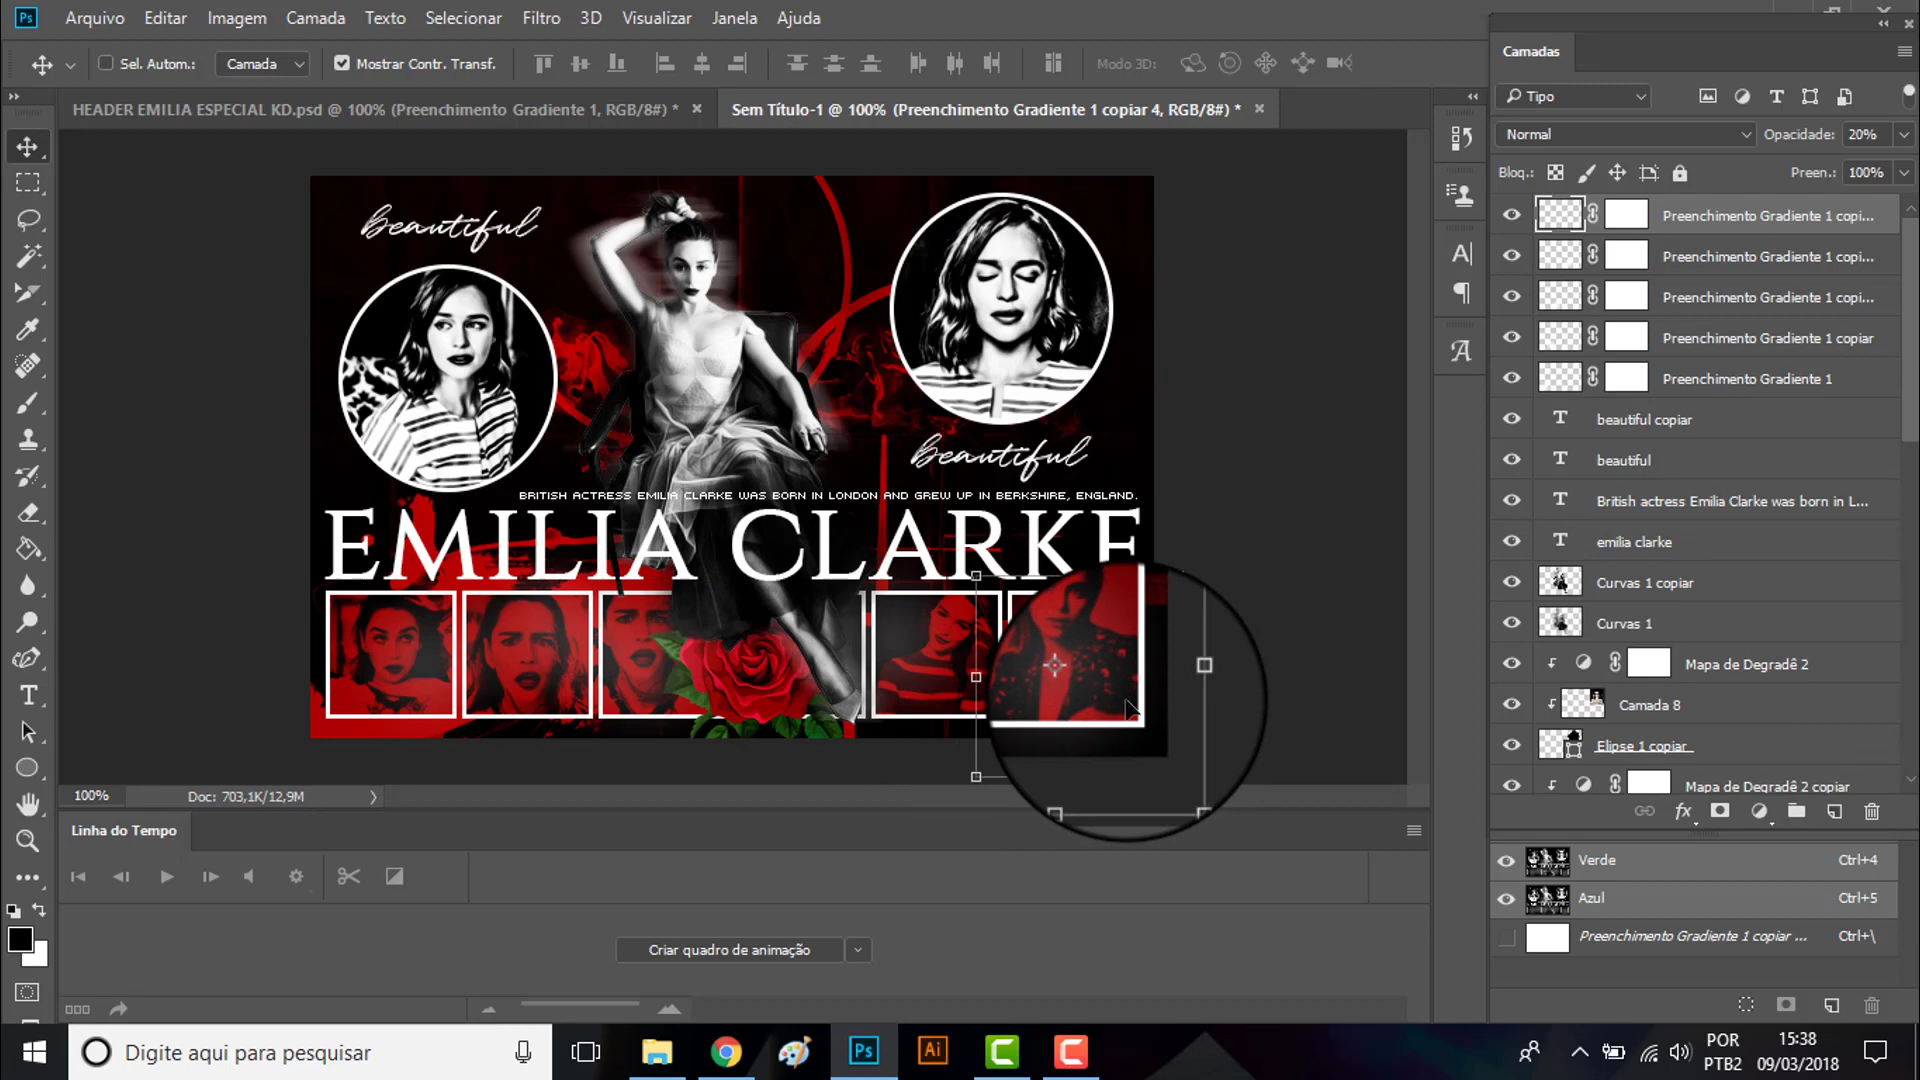 Ps Arquivo Editar Imagem Camada Texto Selecionar Filtro 3D Visualizar Janela Ajuda
Sel. Autom.: Camada Mostrar Contr. Transf. Modo 3D:
HEADER EMILIA ESPECIAL KD.psd @ 100% (Preenchimento Gradiente 1, RGB/8#) *
Sem Título-1 @ 100% (Preenchimento Gradiente 1 copiar 4, RGB/8#) *
beautiful
beautiful
BRITISH ACTRESS EMILIA CLARKE WAS BORN IN LONDON AND GREW UP IN BERKSHIRE, ENGLAND.
EMILIA CLARKE
100% Doc: 703,1K/12,9M
Linha do Tempo
Criar quadro de animação
Camadas
Tipo
Normal Opacidade: 20%
Bloq.: Preen.: 100%
Preenchimento Gradiente 1 copi...
Preenchimento Gradiente 1 copi...
Preenchimento Gradiente 1 copi...
Preenchimento Gradiente 1 copiar
Preenchimento Gradiente 1
beautiful copiar
beautiful
British actress Emilia Clarke was born in L...
emilia clarke
Curvas 1 copiar
Curvas 1
Mapa de Degradê 2
Camada 8
Elipse 1 copiar
Mapa de Degradê 2 copiar
fx
Verde Ctrl+4
Azul Ctrl+5
Preenchimento Gradiente 1 copiar ... Ctrl+\
Digite aqui para pesquisar
Ps
Ai
POR
PTB2
15:38
09/03/2018